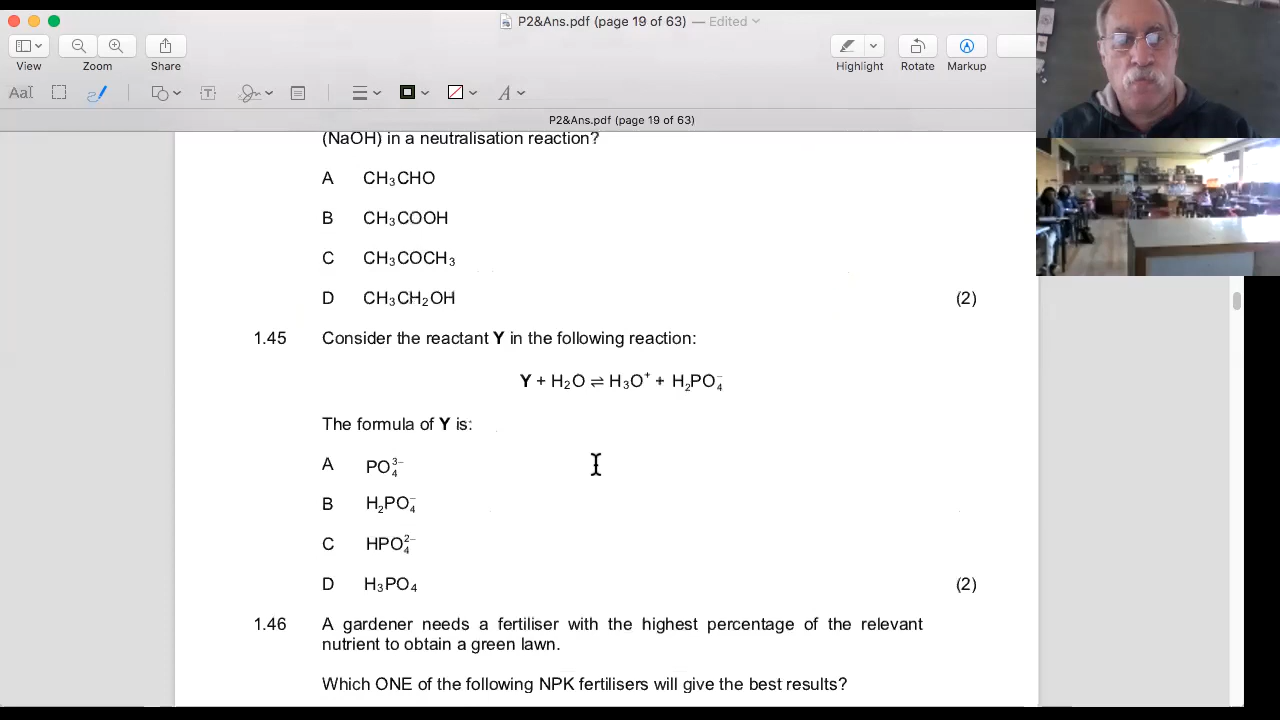 P2&Ans.pdf (page 19 of 63) — Edited
View
Zoom
Share
Highlight
Rotate
Markup
AaI
T
A
P2&Ans.pdf (page 19 of 63)
(NaOH) in a neutralisation reaction?
A CH₃CHO
B CH₃COOH
C CH₃COCH₃
D CH₃CH₂OH (2)
1.45 Consider the reactant Y in the following reaction:
Y + H₂O ⇌ H₃O⁺ + H₂PO₄⁻
The formula of Y is:
A PO₄³⁻
B H₂PO₄⁻
C HPO₄²⁻
D H₃PO₄ (2)
1.46 A gardener needs a fertiliser with the highest percentage of the relevant
nutrient to obtain a green lawn.
Which ONE of the following NPK fertilisers will give the best results?